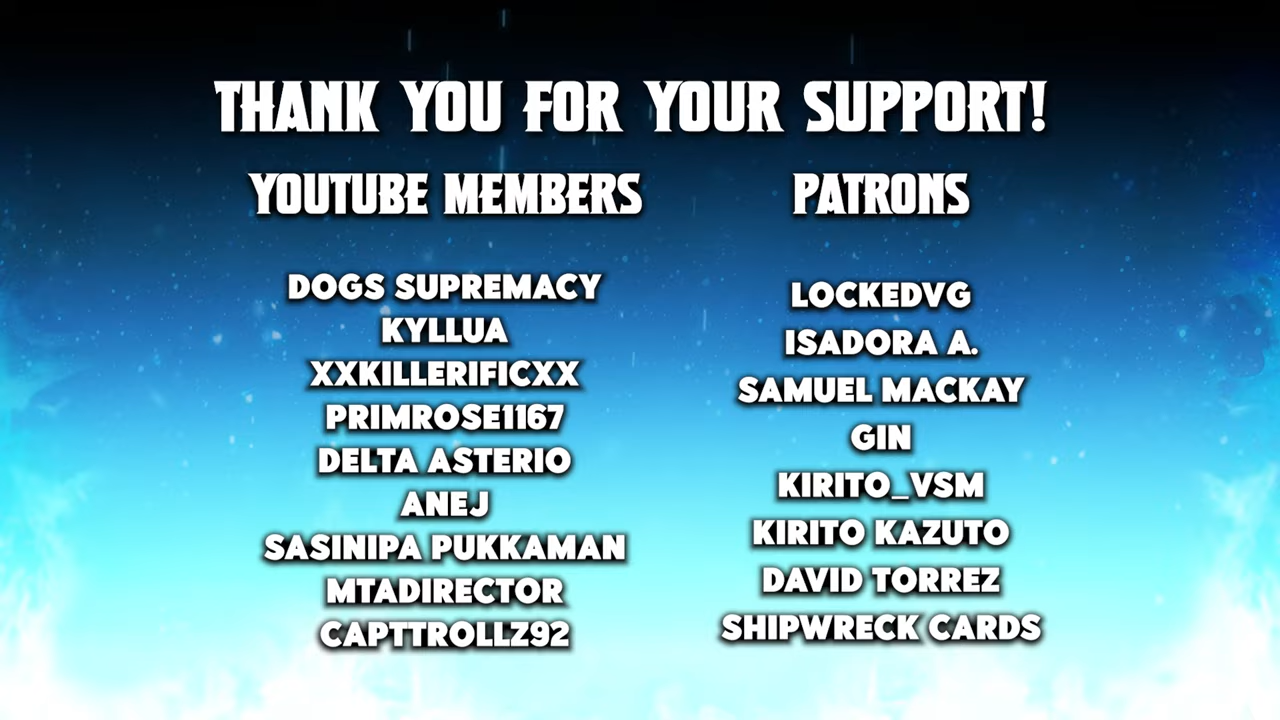 THANK YOU FOR YOUR SUPPORT!
YOUTUBE MEMBERS
DOGS SUPREMACY
KYLLUA
XXKILLERIFICXX
PRIMROSE1167
DELTA ASTERIO
ANEJ
SASINIPA PUKKAMAN
MTADIRECTOR
CAPTTROLLZ92
PATRONS
LOCKEDVG
ISADORA A.
SAMUEL MACKAY
GIN
KIRITO_VSM
KIRITO KAZUTO
DAVID TORREZ
SHIPWRECK CARDS